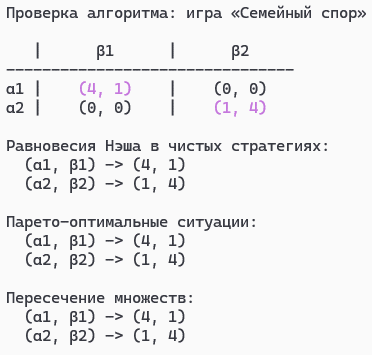 Проверка алгоритма: игра «Семейный спор»
| β1 | β2
--------------------------------
α1 | (4, 1) | (0, 0)
α2 | (0, 0) | (1, 4)
Равновесия Нэша в чистых стратегиях:
(α1, β1) -> (4, 1)
(α2, β2) -> (1, 4)
Парето-оптимальные ситуации:
(α1, β1) -> (4, 1)
(α2, β2) -> (1, 4)
Пересечение множеств:
(α1, β1) -> (4, 1)
(α2, β2) -> (1, 4)